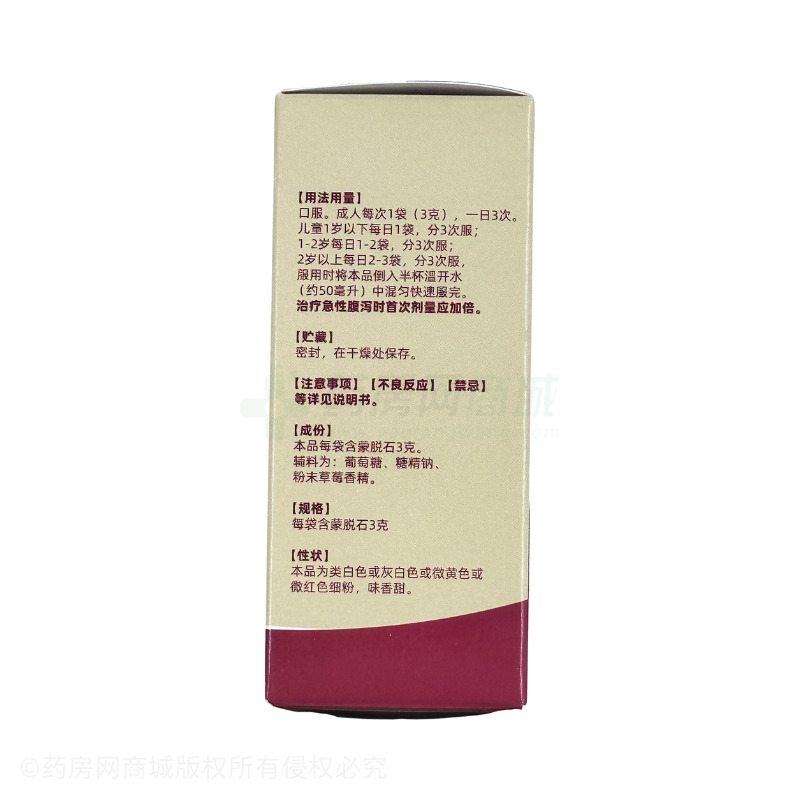 【用法用量】
口服。成人每次1袋（3克），一日3次。
儿童1岁以下每日1袋，分3次服；
1-2岁每日1-2袋，分3次服；
2岁以上每日2-3袋，分3次服，
服用时将本品倒入半杯温开水
（约50毫升）中混匀快速服完。
治疗急性腹泻时首次剂量应加倍。
【贮藏】
密封，在干燥处保存。
【注意事项】【不良反应】【禁忌】
等详见说明书。
药房网商城
【成份】
本品每袋含蒙脱石3克。
辅料为：葡萄糖、糖精钠、
粉末草莓香精。
【规格】
每袋含蒙脱石3克
【性状】
本品为类白色或灰白色或微黄色或
微红色细粉，味香甜。
©药房网商城版权所有侵权必究